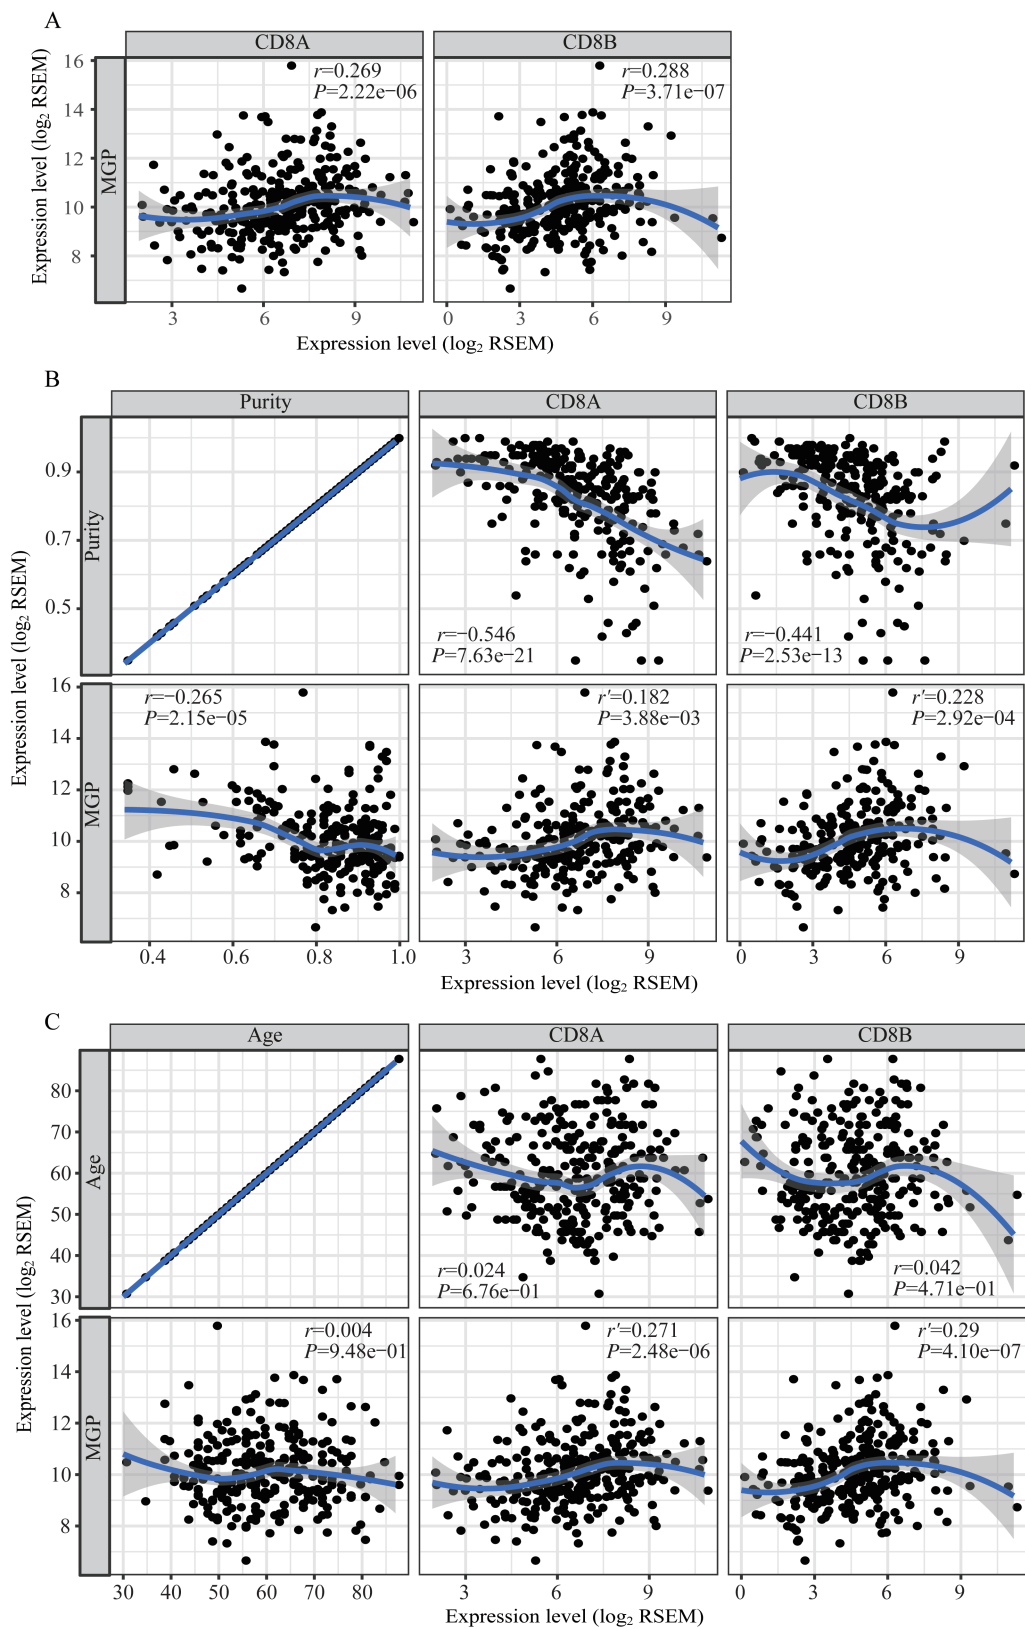 A
CD8A
CD8B
Expression level (log₂ RSEM)
MGP
16
14
12
10
8
r=0.269
P=2.22e−06
r=0.288
P=3.71e−07
3
6
9
0
3
6
9
Expression level (log₂ RSEM)
B
Purity
CD8A
CD8B
Expression level (log₂ RSEM)
Purity
0.9
0.7
0.5
r=−0.546
P=7.63e−21
r=−0.441
P=2.53e−13
MGP
16
14
12
10
8
r=−0.265
P=2.15e−05
r'=0.182
P=3.88e−03
r'=0.228
P=2.92e−04
0.4
0.6
0.8
1.0
3
6
9
0
3
6
9
Expression level (log₂ RSEM)
C
Age
CD8A
CD8B
Expression level (log₂ RSEM)
Age
80
70
60
50
40
30
r=0.024
P=6.76e−01
r=0.042
P=4.71e−01
MGP
16
14
12
10
8
r=0.004
P=9.48e−01
r'=0.271
P=2.48e−06
r'=0.29
P=4.10e−07
30
40
50
60
70
80
3
6
9
0
3
6
9
Expression level (log₂ RSEM)